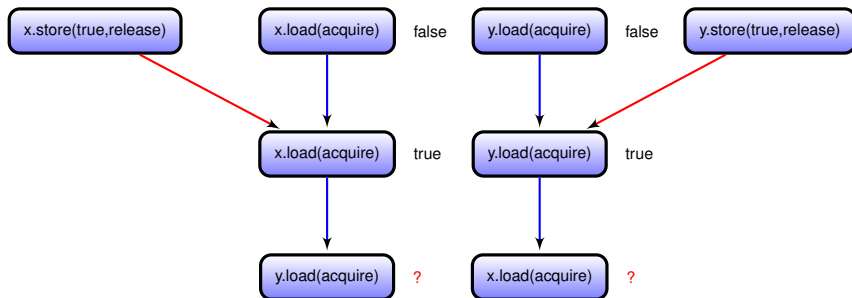 x.store(true,release)
x.load(acquire)
false
y.load(acquire)
false
y.store(true,release)
x.load(acquire)
true
y.load(acquire)
true
y.load(acquire)
?
x.load(acquire)
?